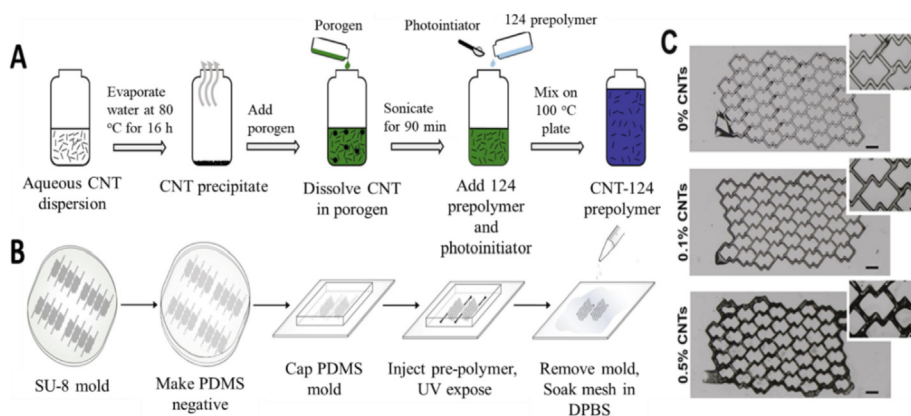 A
Porogen
Photointiator
124 prepolymer
C
Evaporate
water at 80
°C for 16 h
Add
porogen
Sonicate
for 90 min
Mix on
100 °C
plate
Aqueous CNT
dispersion
CNT precipitate
Dissolve CNT
in porogen
Add 124
prepolymer
and
photoinitiator
CNT-124
prepolymer
B
SU-8 mold
Make PDMS
negative
Cap PDMS
mold
Inject pre-polymer,
UV expose
Remove mold,
Soak mesh in
DPBS
0% CNTs
0.1% CNTs
0.5% CNTs